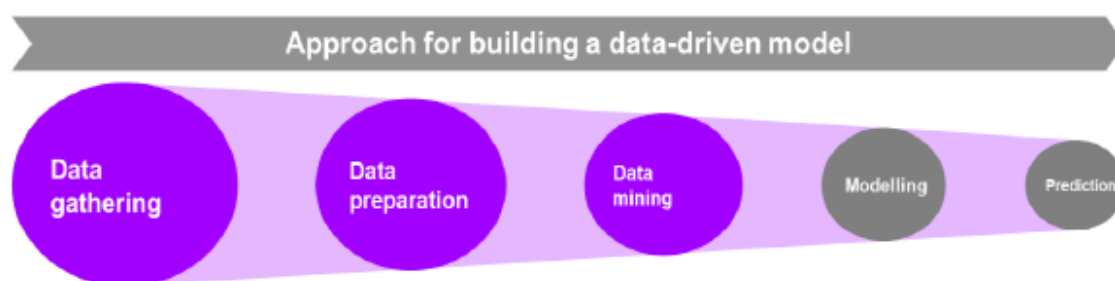 Approach for building a data-driven model
Data
gathering
Data
preparation
Data
mining
Modelling
Prediction